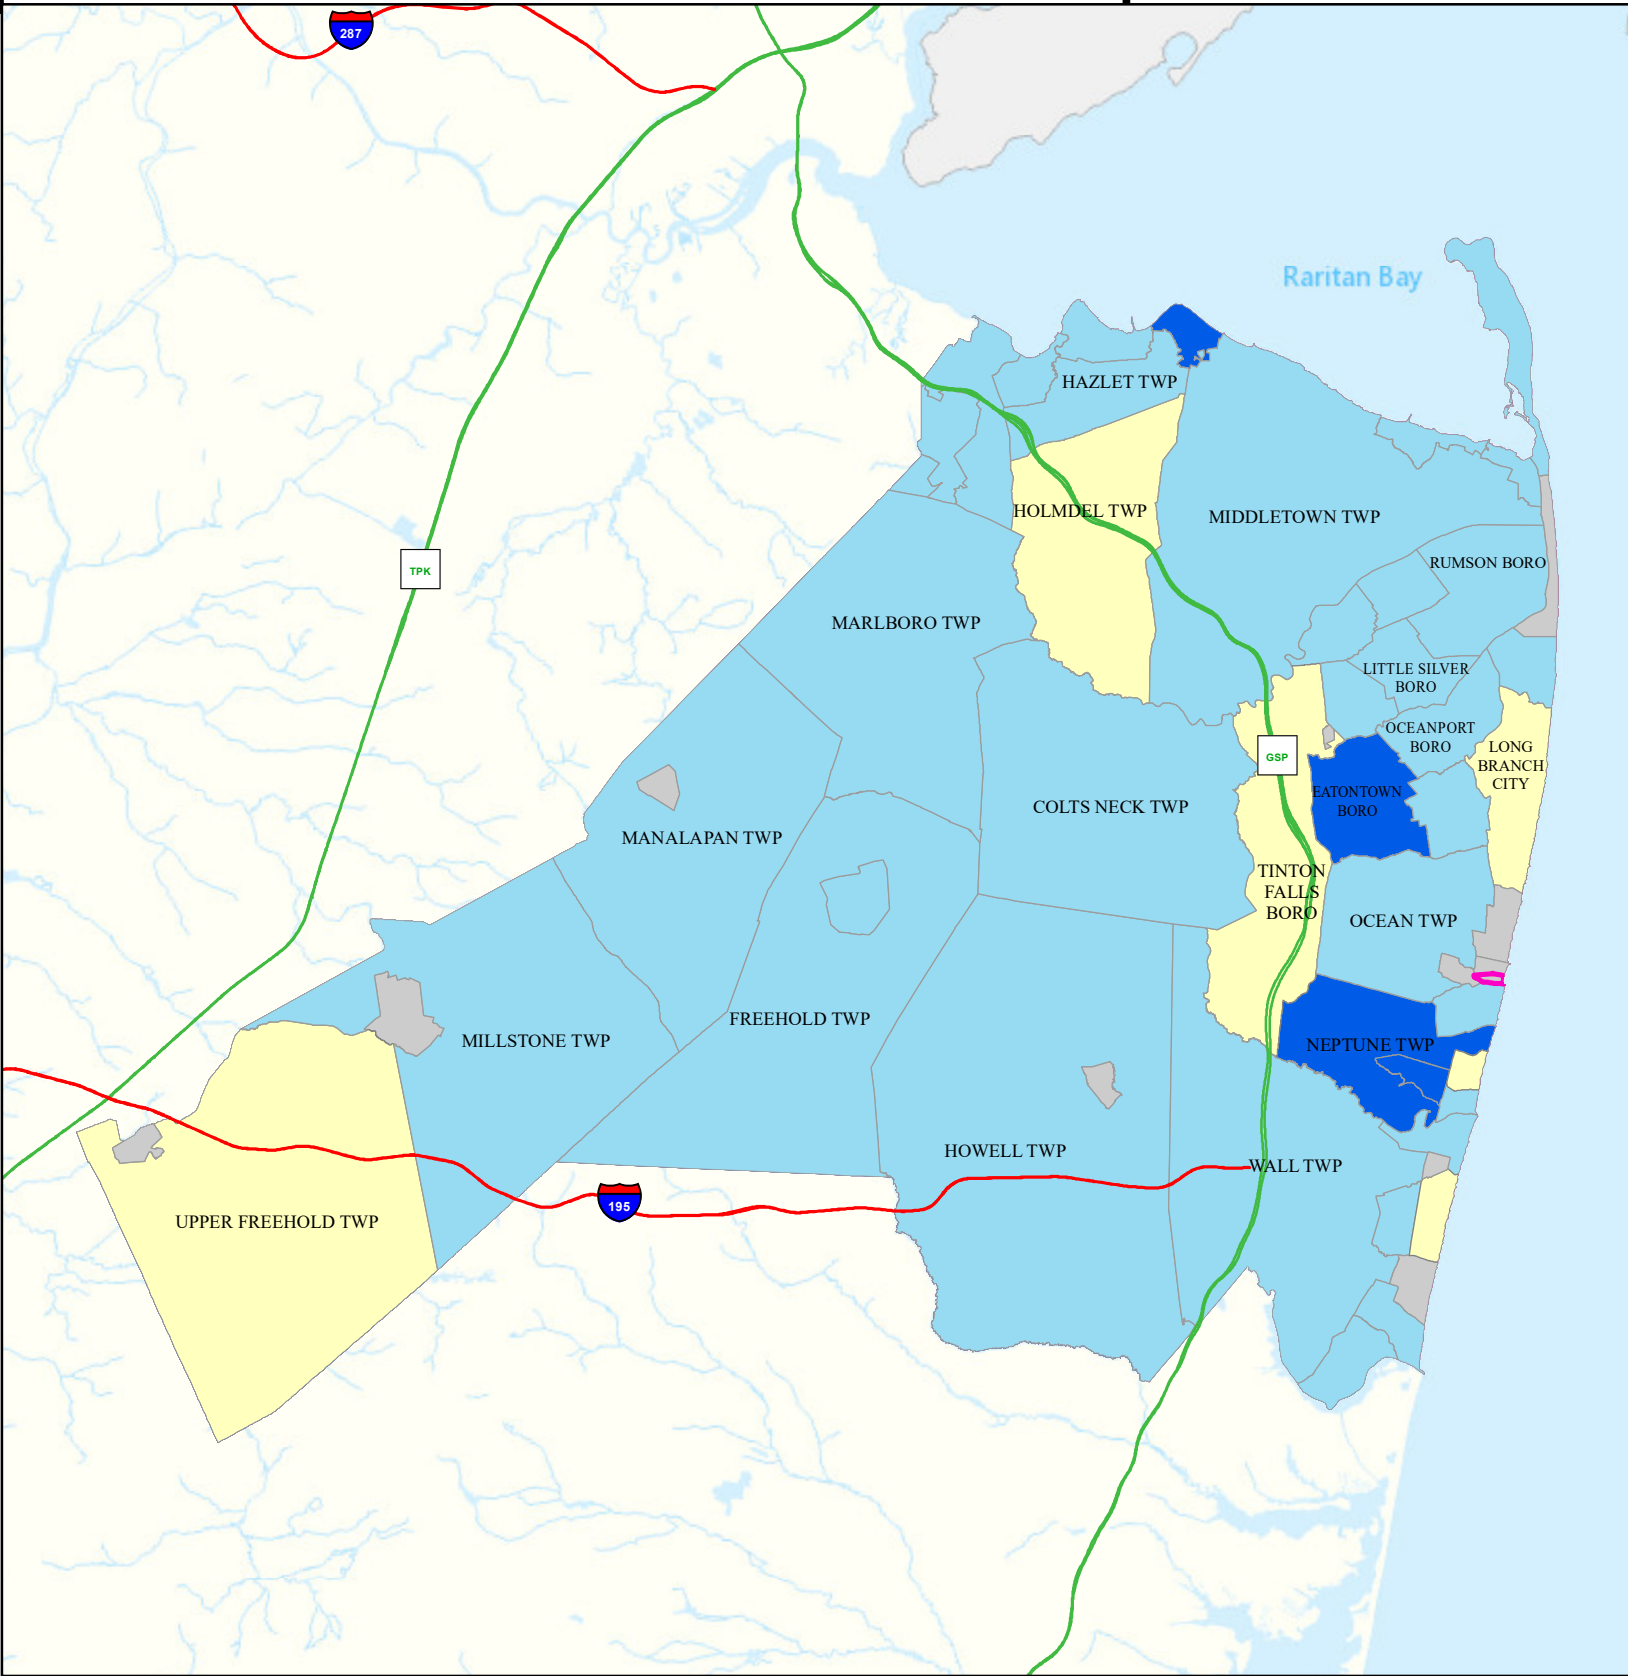 287
Raritan Bay
HAZLET TWP
HOLMDEL TWP
MIDDLETOWN TWP
RUMSON BORO
TPK
MARLBORO TWP
LITTLE SILVER
BORO
OCEANPORT
BORO
LONG
BRANCH
CITY
GSP
EATONTOWN
BORO
COLTS NECK TWP
MANALAPAN TWP
TINTON
FALLS
BORO
OCEAN TWP
FREEHOLD TWP
MILLSTONE TWP
NEPTUNE TWP
HOWELL TWP
WALL TWP
195
UPPER FREEHOLD TWP